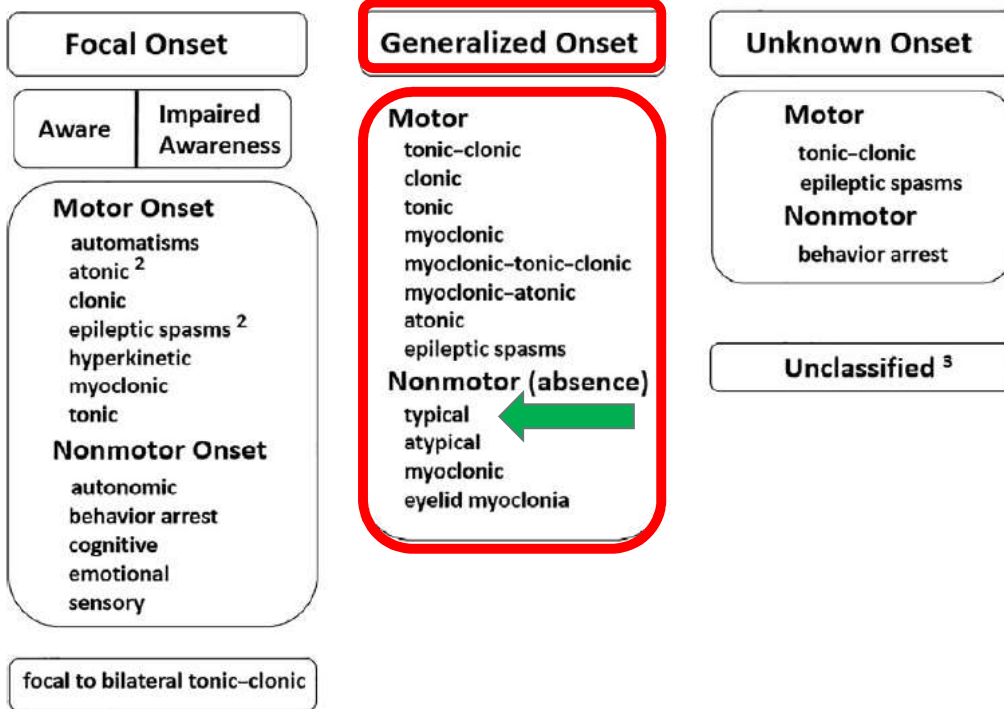 Focal Onset
Aware
Impaired
Awareness
Motor Onset
automatisms
atonic ²
clonic
epileptic spasms ²
hyperkinetic
myoclonic
tonic
Nonmotor Onset
autonomic
behavior arrest
cognitive
emotional
sensory
focal to bilateral tonic–clonic
Generalized Onset
Motor
tonic–clonic
clonic
tonic
myoclonic
myoclonic–tonic–clonic
myoclonic–atonic
atonic
epileptic spasms
Nonmotor (absence)
typical
atypical
myoclonic
eyelid myoclonia
Unknown Onset
Motor
tonic–clonic
epileptic spasms
Nonmotor
behavior arrest
Unclassified ³